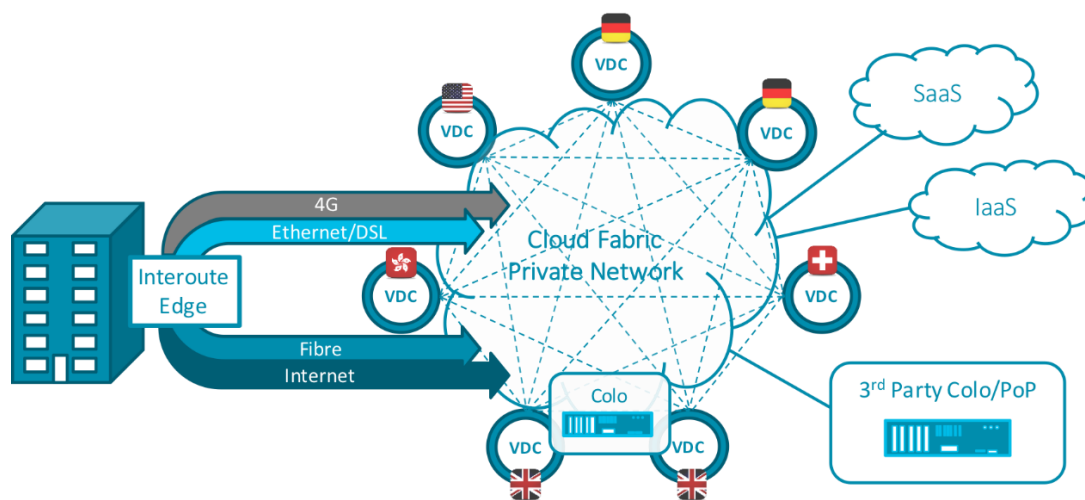 VDC
VDC
VDC
SaaS
IaaS
4G
Ethernet/DSL
Interoute
Edge
Cloud Fabric
Private Network
VDC
VDC
Fibre
Internet
Colo
3rd Party Colo/PoP
VDC
VDC